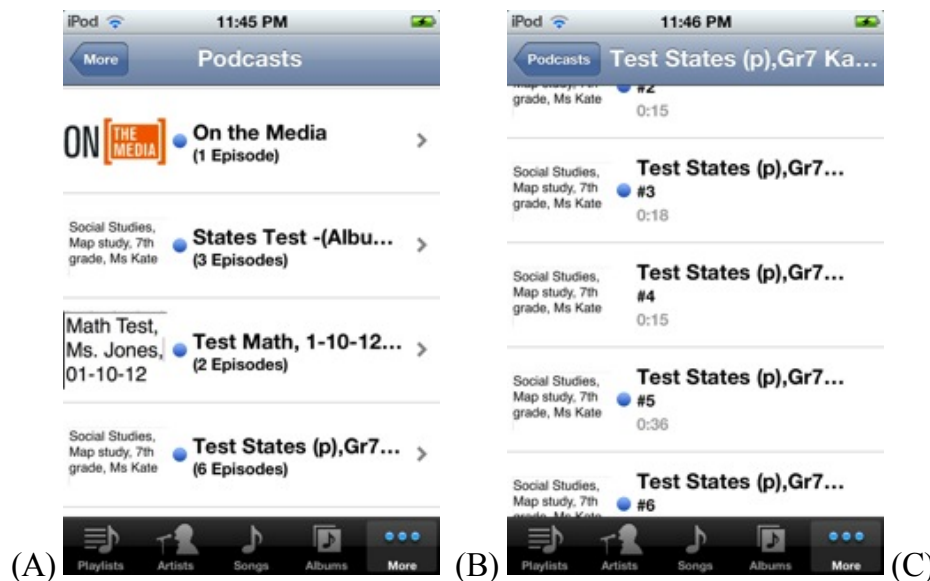 iPod 11:45 PM
More Podcasts
ON THE MEDIA
On the Media
(1 Episode)
Social Studies,
Map study, 7th
grade, Ms Kate
States Test -(Albu...
(3 Episodes)
Math Test,
Ms. Jones,
01-10-12
Test Math, 1-10-12...
(2 Episodes)
Social Studies,
Map study, 7th
grade, Ms Kate
Test States (p),Gr7...
(6 Episodes)
Playlists Artists Songs Albums More
(A)
iPod 11:46 PM
Podcasts Test States (p),Gr7 Ka...
Map study, 7th
grade, Ms Kate
#2
0:15
Social Studies,
Map study, 7th
grade, Ms Kate
Test States (p),Gr7...
#3
0:18
Social Studies,
Map study, 7th
grade, Ms Kate
Test States (p),Gr7...
#4
0:15
Social Studies,
Map study, 7th
grade, Ms Kate
Test States (p),Gr7...
#5
0:36
Social Studies,
Map study, 7th
grade, Ms Kate
Test States (p),Gr7...
#6
Playlists Artists Songs Albums More
(B)
(C)